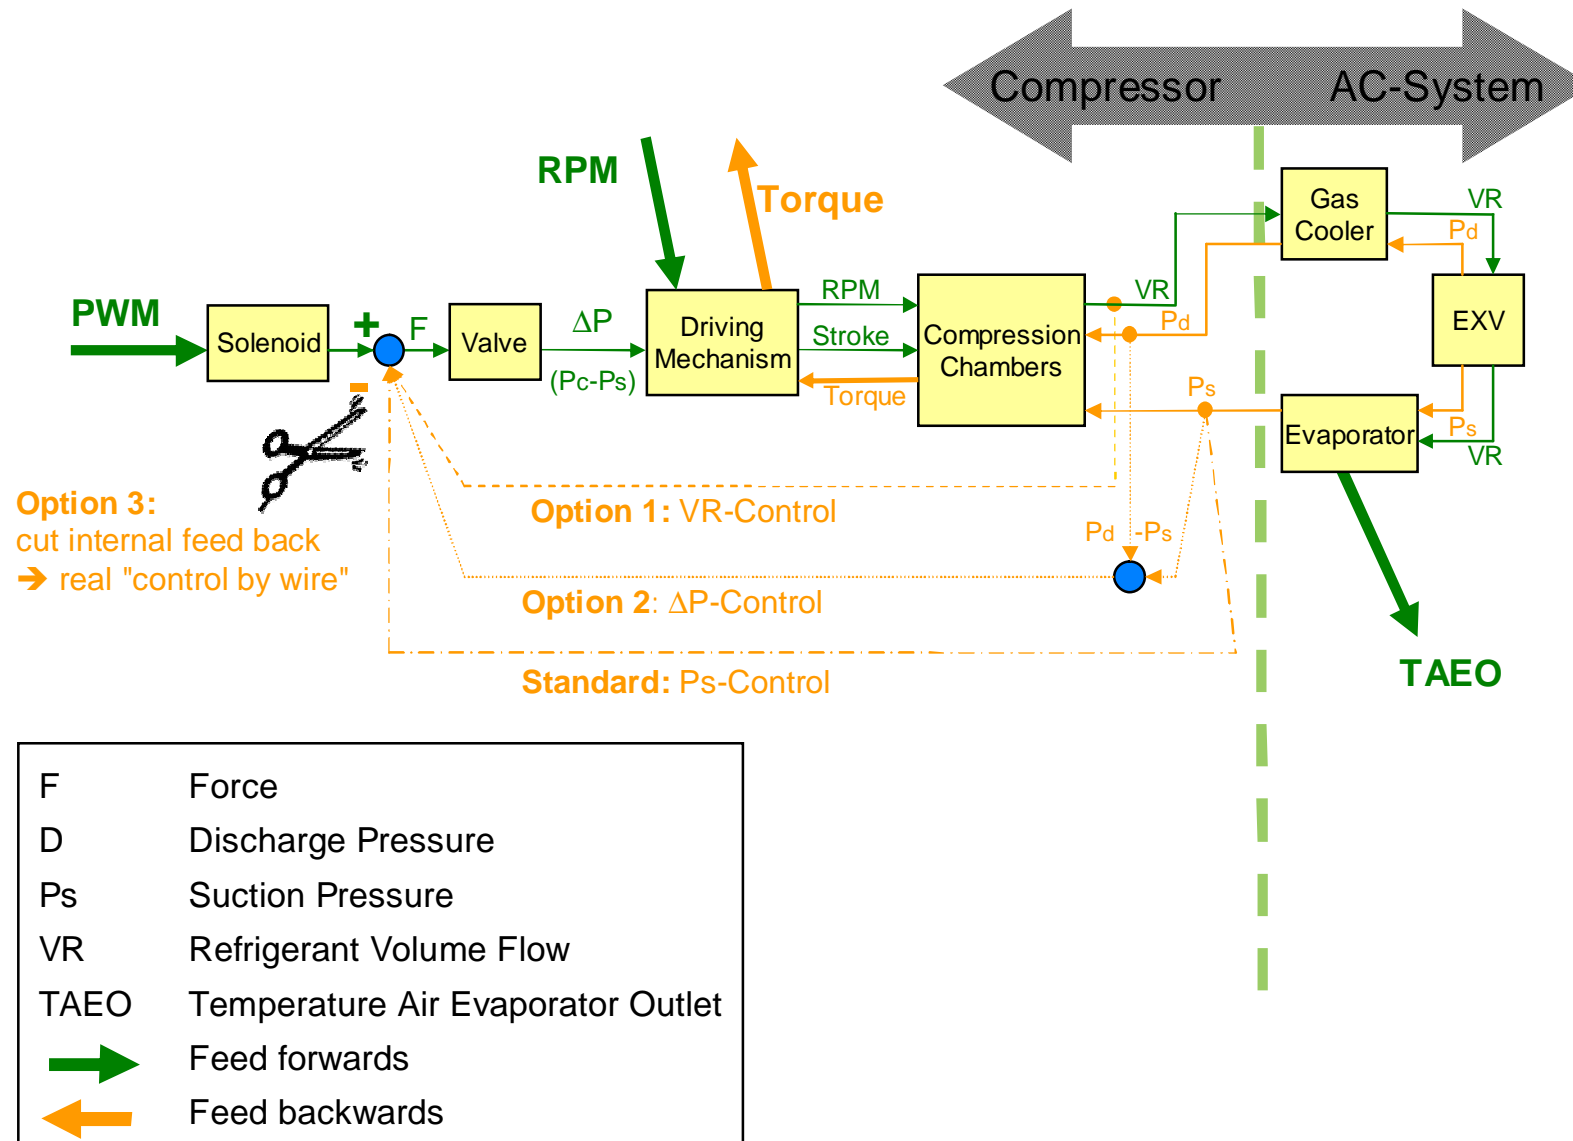 Compressor AC-System
RPM
Torque
Gas
Cooler
VR
Pd
PWM
Solenoid
+
F
Valve
ΔP
(Pc-Ps)
Driving
Mechanism
RPM
Stroke
Torque
Compression
Chambers
VR
Pd
Ps
EXV
Evaporator
Ps
VR
-
Option 3:
cut internal feed back
➔ real "control by wire"
Option 1: VR-Control
Pd -Ps
Option 2: ΔP-Control
Standard: Ps-Control
TAEO
F Force
D Discharge Pressure
Ps Suction Pressure
VR Refrigerant Volume Flow
TAEO Temperature Air Evaporator Outlet
Feed forwards
Feed backwards